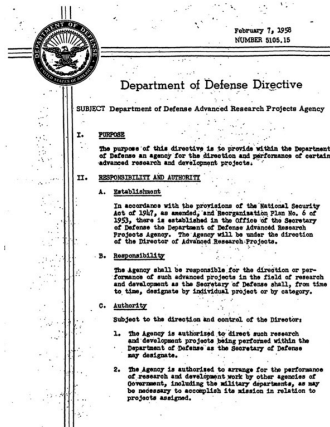 February 7, 1958
NUMBER 5105.15
DEPARTMENT OF DEFENSE
Department of Defense Directive
SUBJECT Department of Defense Advanced Research Projects Agency
I. PURPOSE
The purpose of this directive is to provide within the Department
of Defense an agency for the direction and performance of certain
advanced research and development projects.
II. RESPONSIBILITY AND AUTHORITY
A. Establishment
In accordance with the provisions of the National Security
Act of 1947, as amended, and Reorganization Plan No. 6 of
1953, there is established in the Office of the Secretary
of Defense the Department of Defense Advanced Research
Projects Agency. The Agency will be under the direction
of the Director of Advanced Research Projects.
B. Responsibility
The Agency shall be responsible for the direction or per-
formance of such advanced projects in the field of research
and development as the Secretary of Defense shall, from time
to time, designate by individual project or by category.
C. Authority
Subject to the direction and control of the Director:
1. The Agency is authorized to direct such research
and development projects being performed within the
Department of Defense as the Secretary of Defense
may designate.
2. The Agency is authorized to arrange for the performance
of research and development work by other agencies of
Government, including the military departments, as may
be necessary to accomplish its mission in relation to
projects assigned.